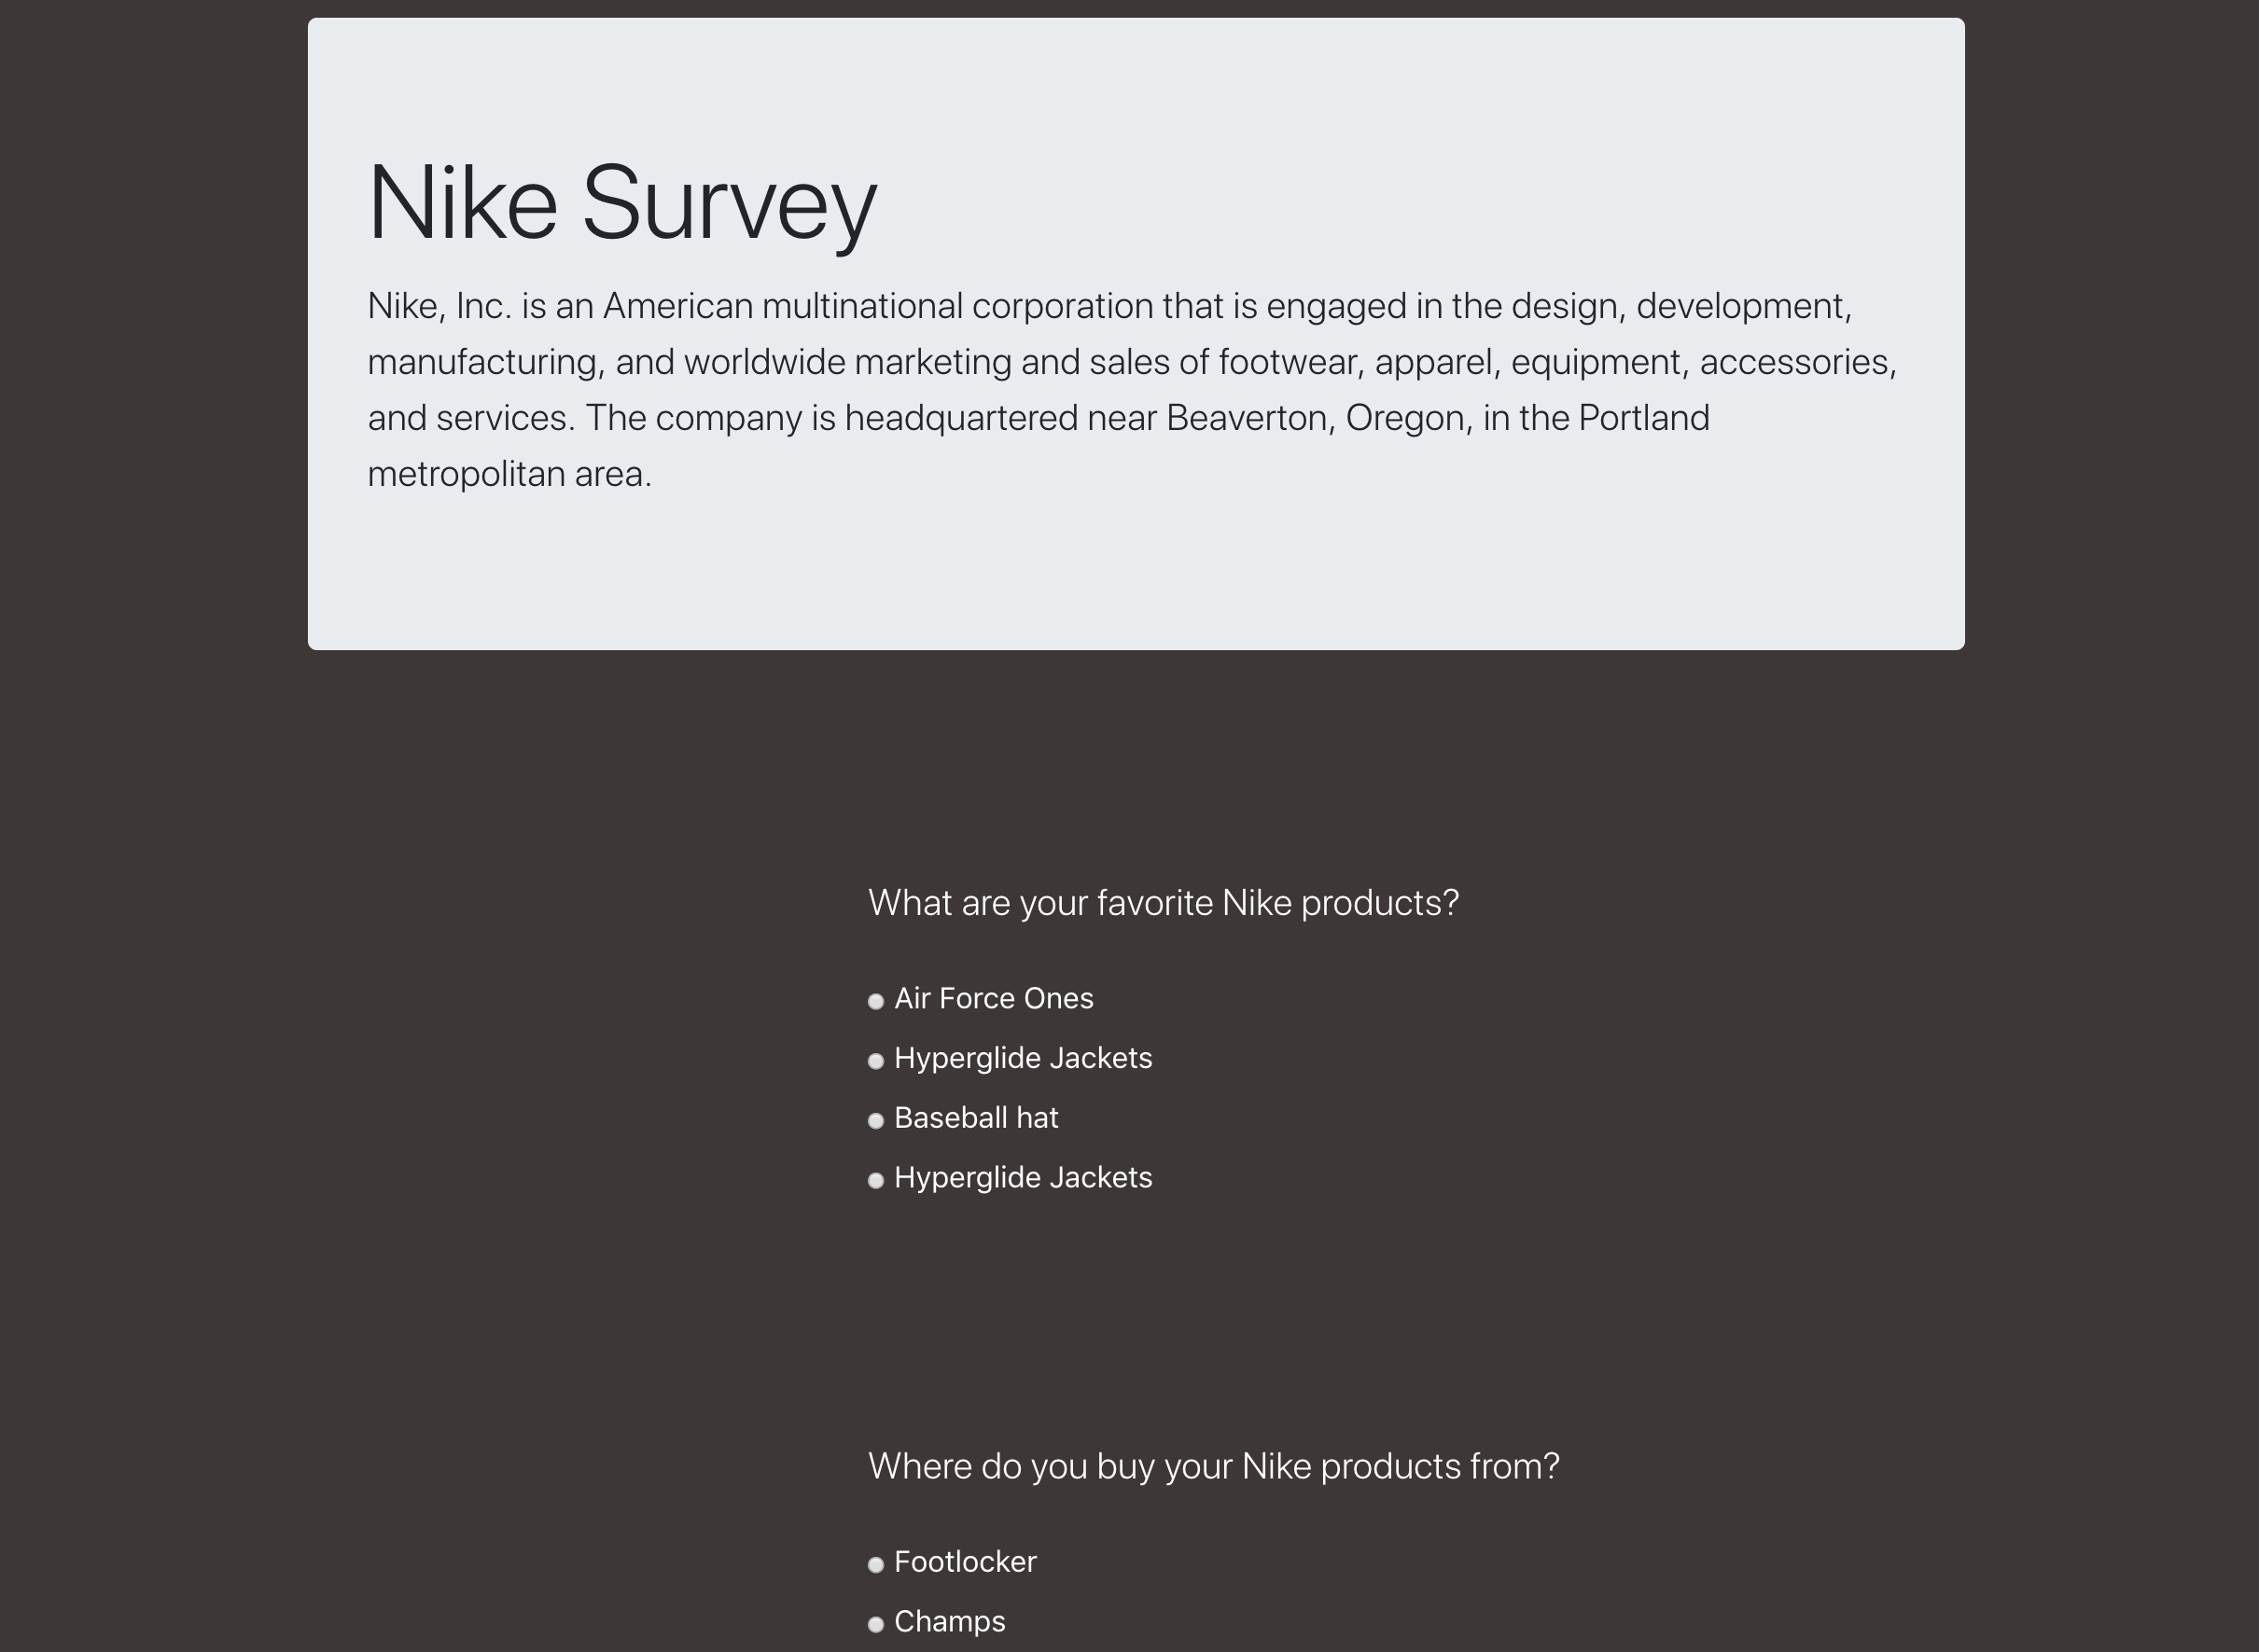 Nike Survey
Nike, Inc. is an American multinational corporation that is engaged in the design, development,
manufacturing, and worldwide marketing and sales of footwear, apparel, equipment, accessories,
and services. The company is headquartered near Beaverton, Oregon, in the Portland
metropolitan area.
What are your favorite Nike products?
Air Force Ones
Hyperglide Jackets
Baseball hat
Hyperglide Jackets
Where do you buy your Nike products from?
Footlocker
Champs